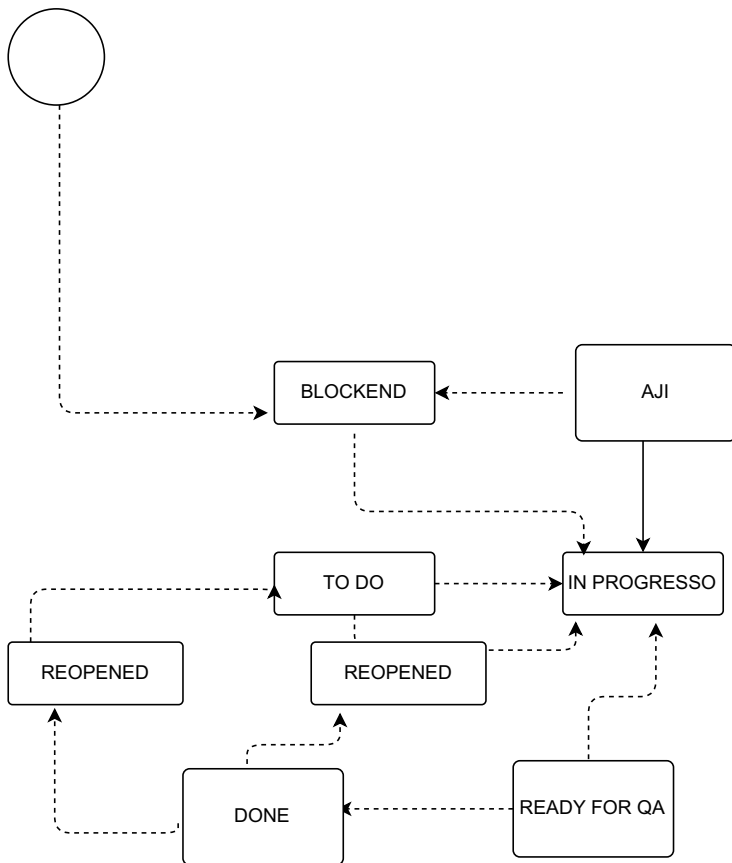 BLOCKEND
AJI
TO DO
IN PROGRESSO
REOPENED
REOPENED
DONE
READY FOR QA